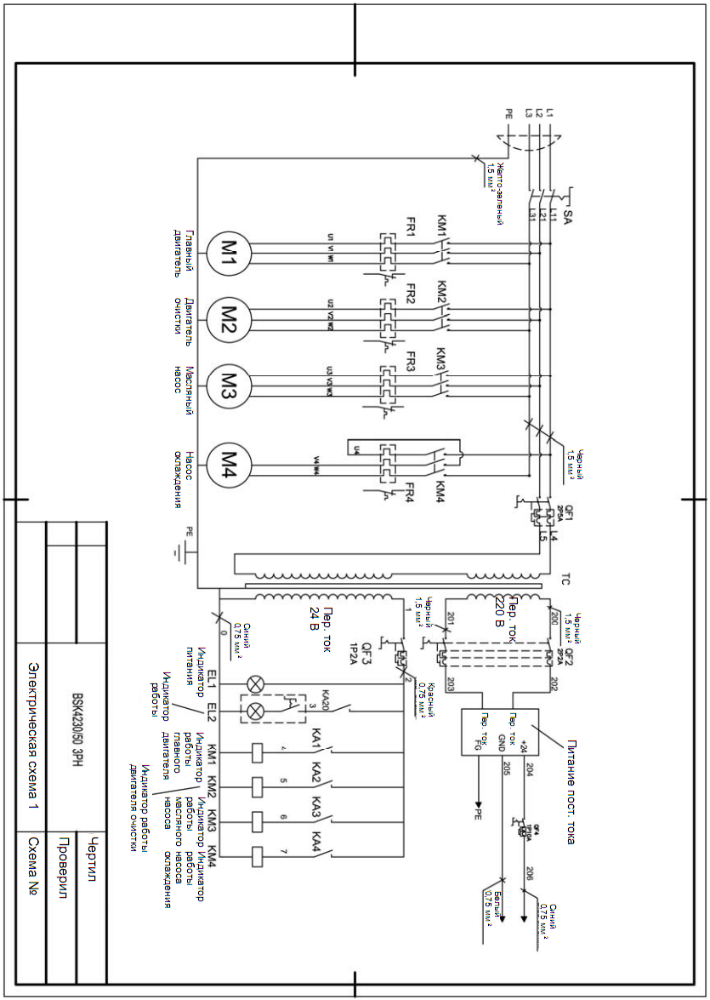 L1
L2
L3
PE
Желто-зеленый
1,5 мм²
SA
L11
L21
L31
KM1
FR1
U1 V1 W1
M1
Главный
двигатель
KM2
FR2
U2 V2 W2
M2
Двигатель
очистки
KM3
FR3
U3 V3 W3
M3
Масляный
насос
KM4
FR4
U4
V4 W4
M4
Насос
охлаждения
Черный
1,5 мм²
QF1
2P5A
L4
L5
PE
TC
Пер. ток
220 В
Пер. ток
24 В
Черный
1,5 мм²
200
Черный
1,5 мм²
201
QF2
2P2A
202
203
1
QF3
1P2A
2
Красный
0,75 мм²
Синий
0,75 мм²
0
Питание пост. тока
Пер. ток
Пер. ток
+24
GND
FG
204
205
PE
QF4
1P10A
206
Синий
0,75 мм²
Белый
0,75 мм²
KA20
3
KA1
4
KA2
5
KA3
6
KA4
7
EL1
Индикатор
питания
EL2
Индикатор
работы
KM1
Индикатор
работы
главного
двигателя
KM2
Индикатор работы
двигателя очистки
KM3
Индикатор
работы
масляного
насоса
KM4
Индикатор
работы
насоса
охлаждения
BSK4230/50 3PH
Электрическая схема 1
Чертил
Проверил
Схема №